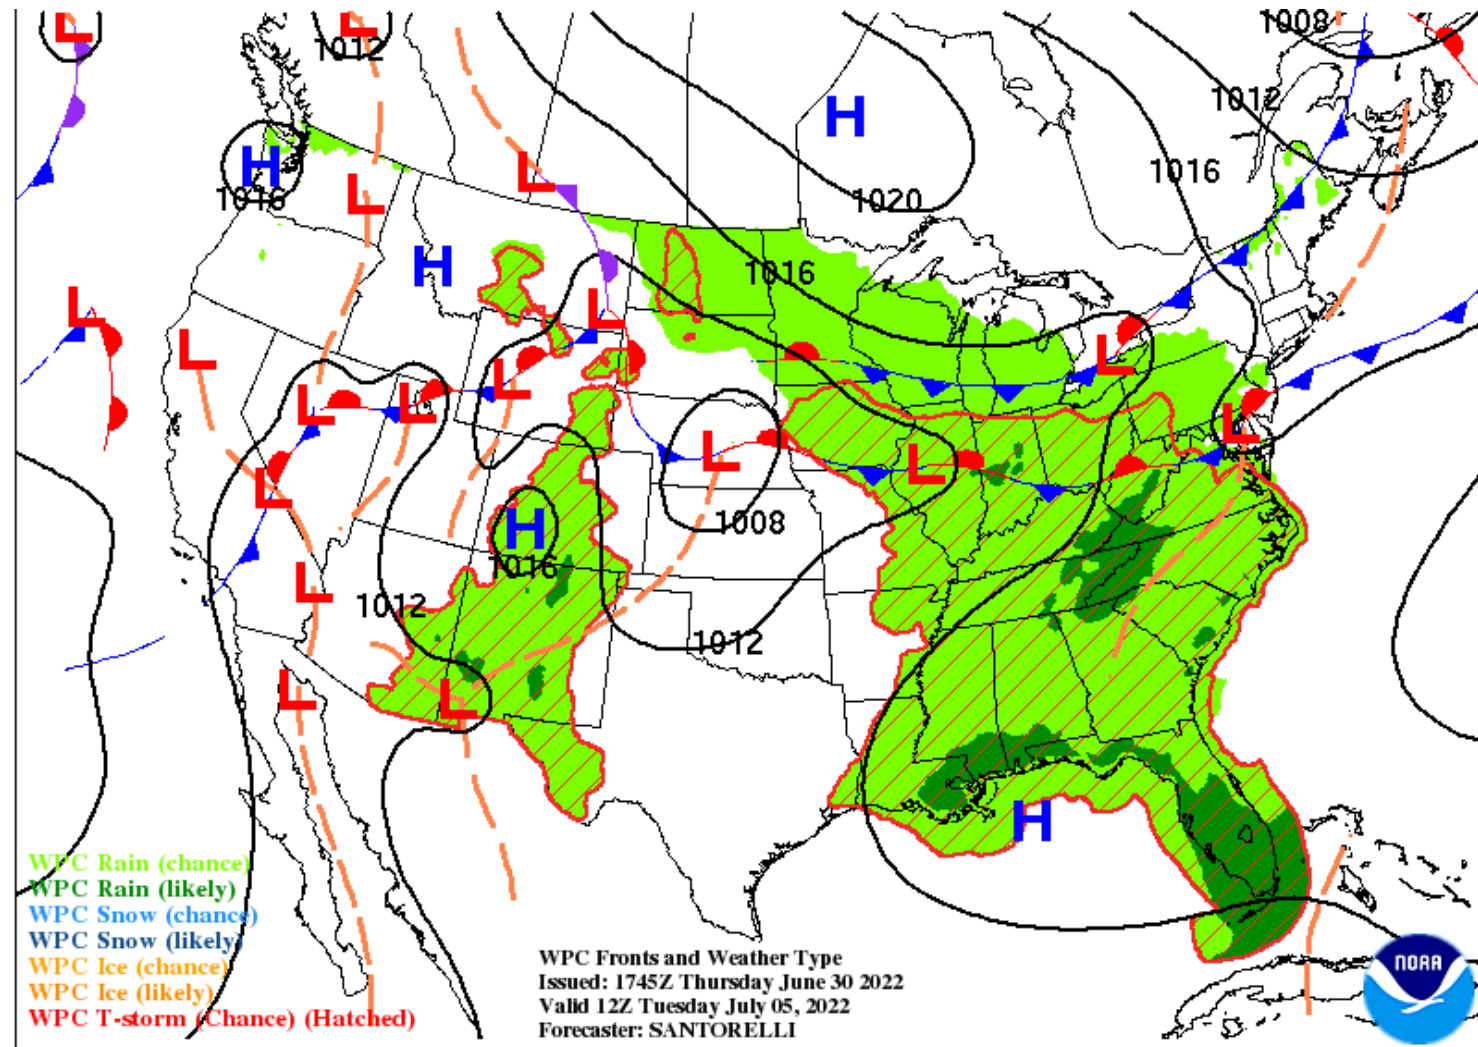 L
L
1012
1008
1012
H
1016
H
1016
L
L
1020
H
H
1016
L
L
L
L
L
L
L
L
L
L
L
L
1008
H
1016
L
1012
1012
L
L
H
WPC Rain (chance)
WPC Rain (likely)
WPC Snow (chance)
WPC Snow (likely)
WPC Ice (chance)
WPC Ice (likely)
WPC T-storm (Chance) (Hatched)
WPC Fronts and Weather Type
Issued: 1745Z Thursday June 30 2022
Valid 12Z Tuesday July 05, 2022
Forecaster: SANTORELLI
NOAA